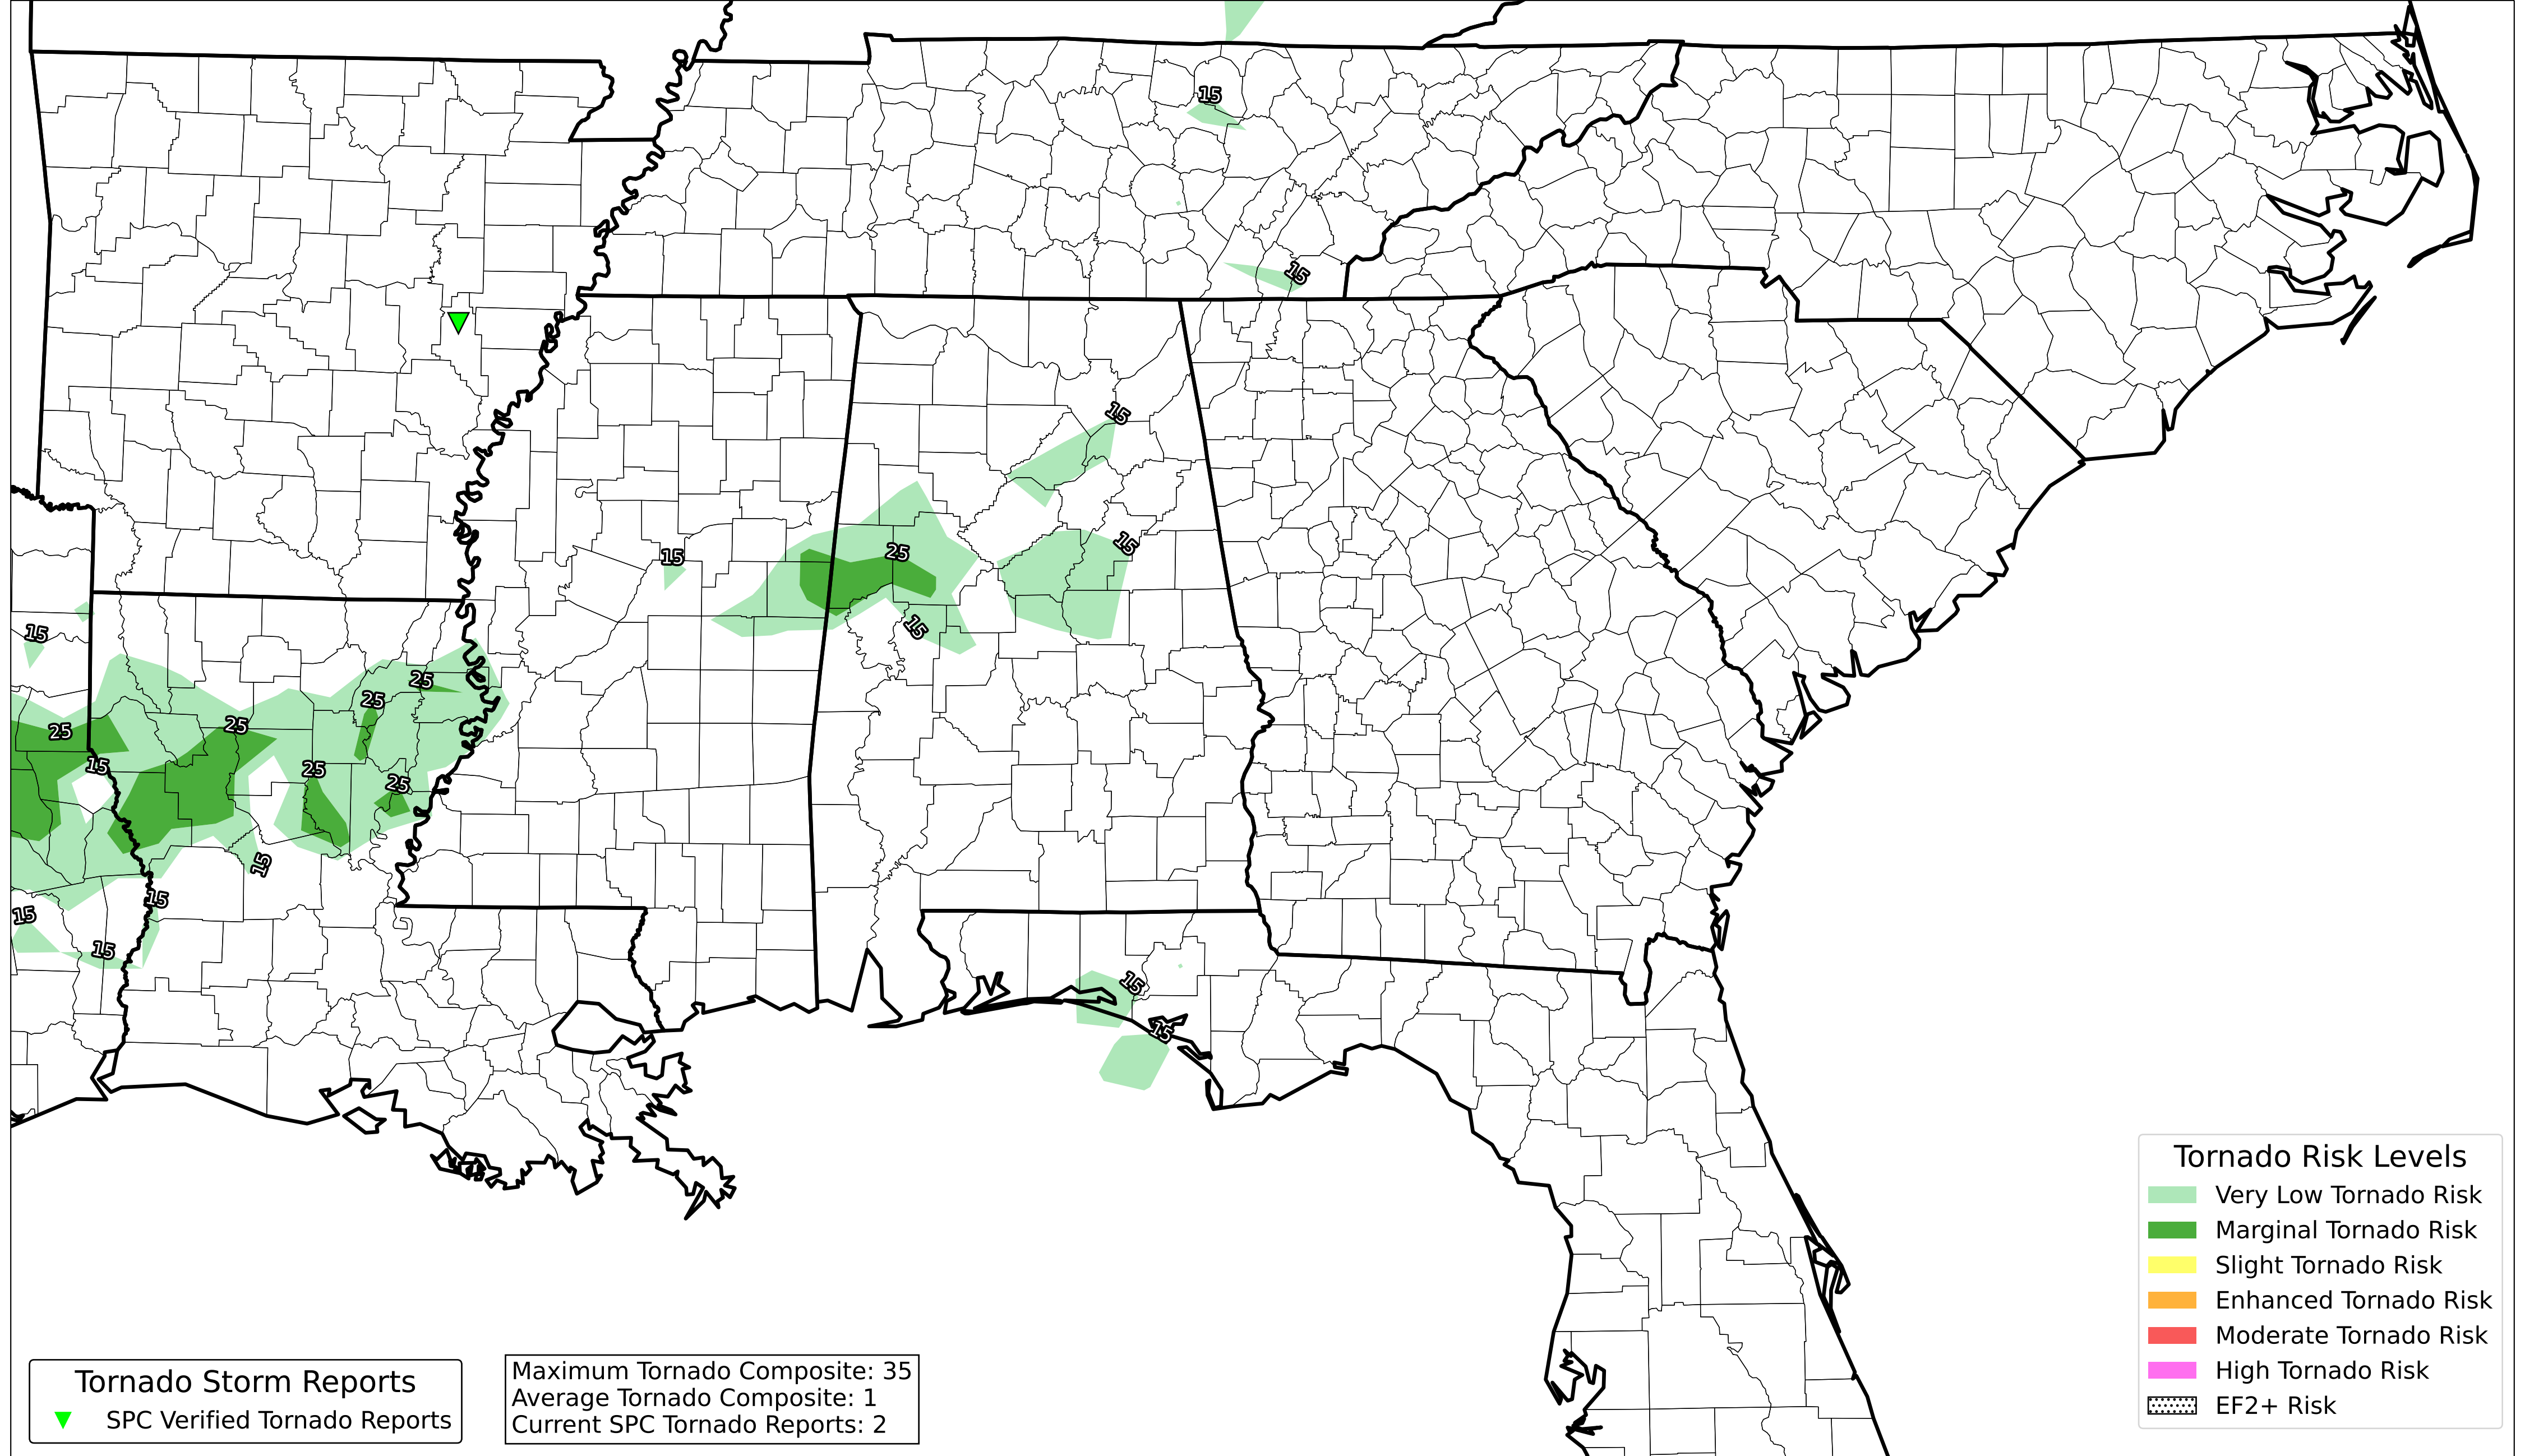 15
15
15
15
25
15
15
15
25
25
25
15
25
25
15
15
15
15
15
15
Tornado Risk Levels
Very Low Tornado Risk
Marginal Tornado Risk
Slight Tornado Risk
Enhanced Tornado Risk
Moderate Tornado Risk
High Tornado Risk
EF2+ Risk
Tornado Storm Reports
SPC Verified Tornado Reports
Maximum Tornado Composite: 35
Average Tornado Composite: 1
Current SPC Tornado Reports: 2